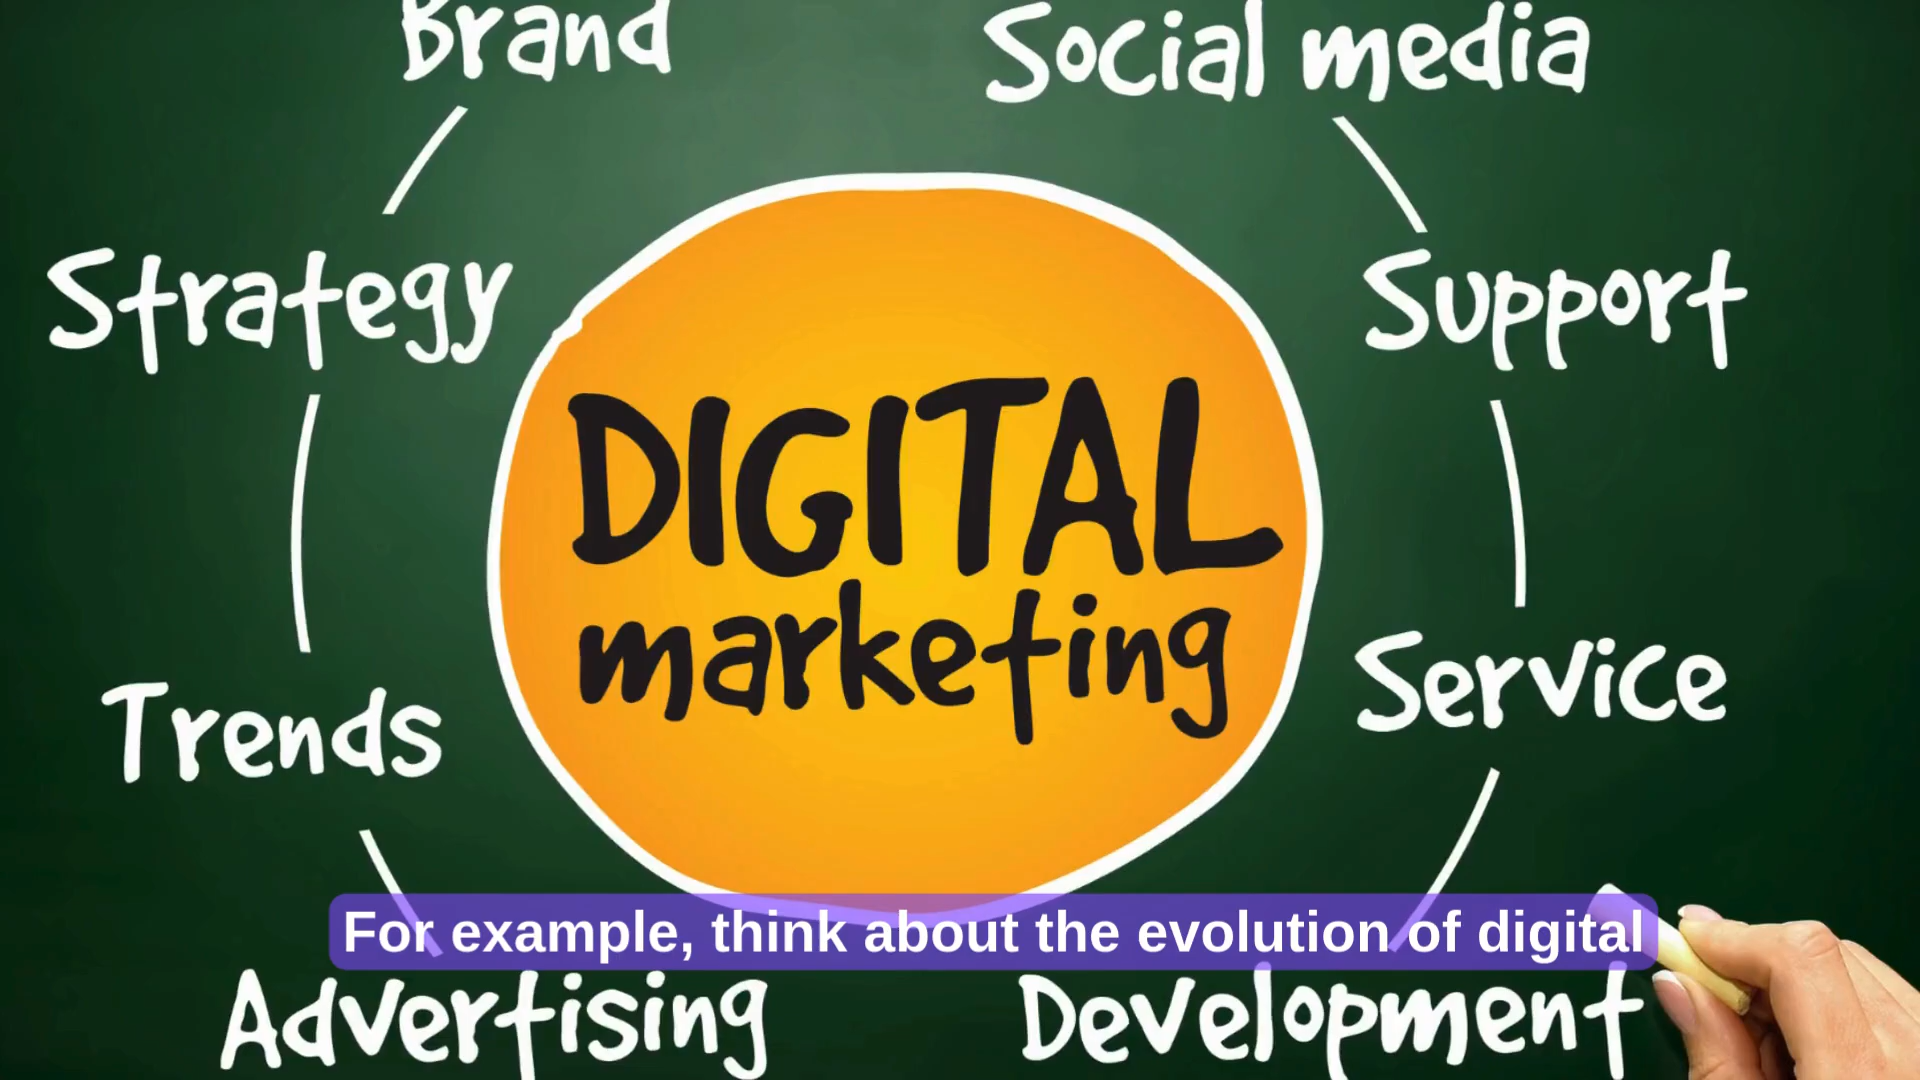 Brand
Social media
Strategy
Support
DIGITAL
marketing
Service
Trends
For example, think about the evolution of digital
Advertising
Development